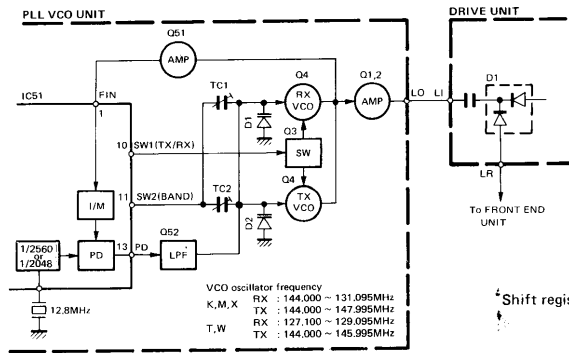 PLL VCO UNIT
DRIVE UNIT
Q51
AMP
IC51
FIN
1
TC1
Q4
RX
VCO
Q1,2
AMP
LO
LI
D1
D1
10
SW1(TX/RX)
Q3
SW
11
SW2(BAND)
TC2
Q4
TX
VCO
D2
LR
To FRONT END
UNIT
I/M
1/2560
or
1/2048
PD
13
PD
Q52
LPF
12.8MHz
VCO oscillator frequency
K,M,X RX : 144.000 ~ 131.095MHz
TX : 144.000 ~ 147.995MHz
T,W RX : 127.100 ~ 129.095MHz
TX : 144.000 ~ 145.995MHz
*Shift regis